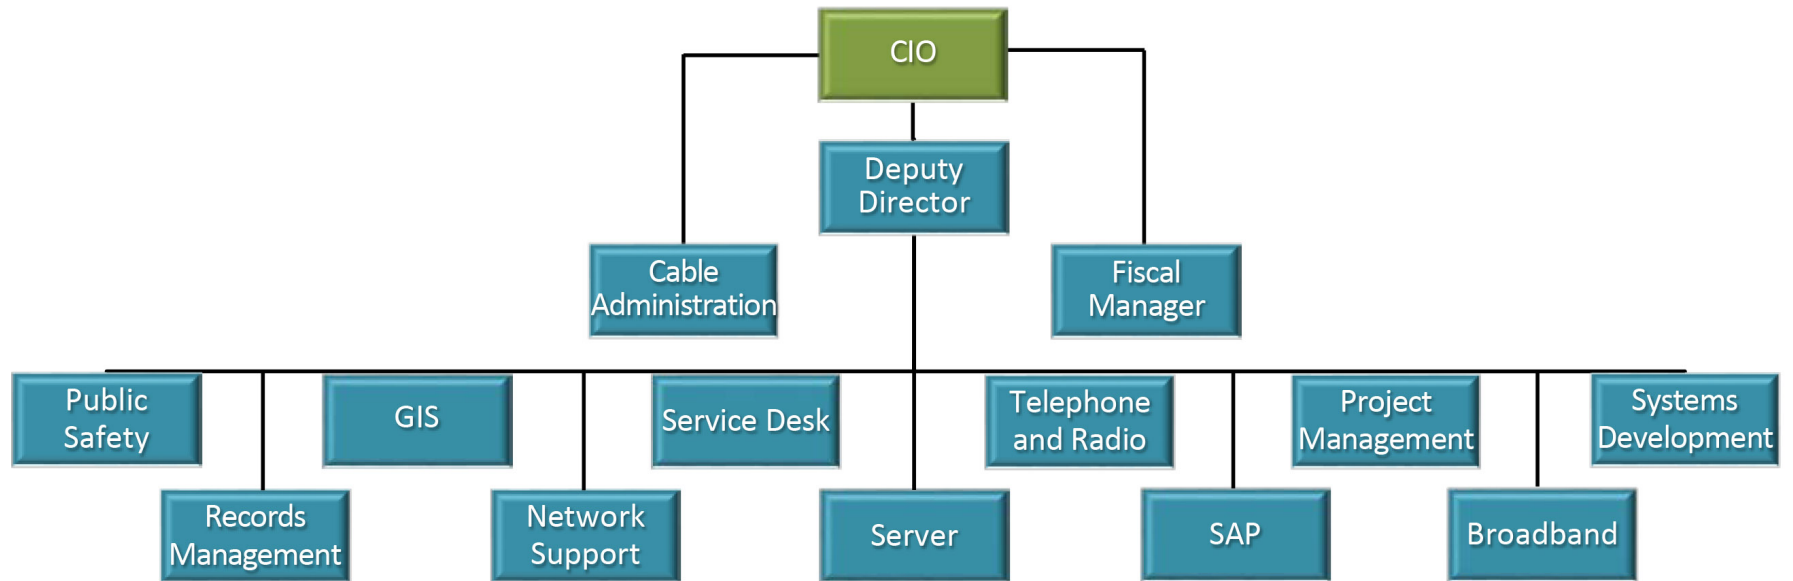 CIO
Deputy
Director
Cable
Administration
Fiscal
Manager
Public
Safety
GIS
Service Desk
Telephone
and Radio
Project
Management
Systems
Development
Records
Management
Network
Support
Server
SAP
Broadband